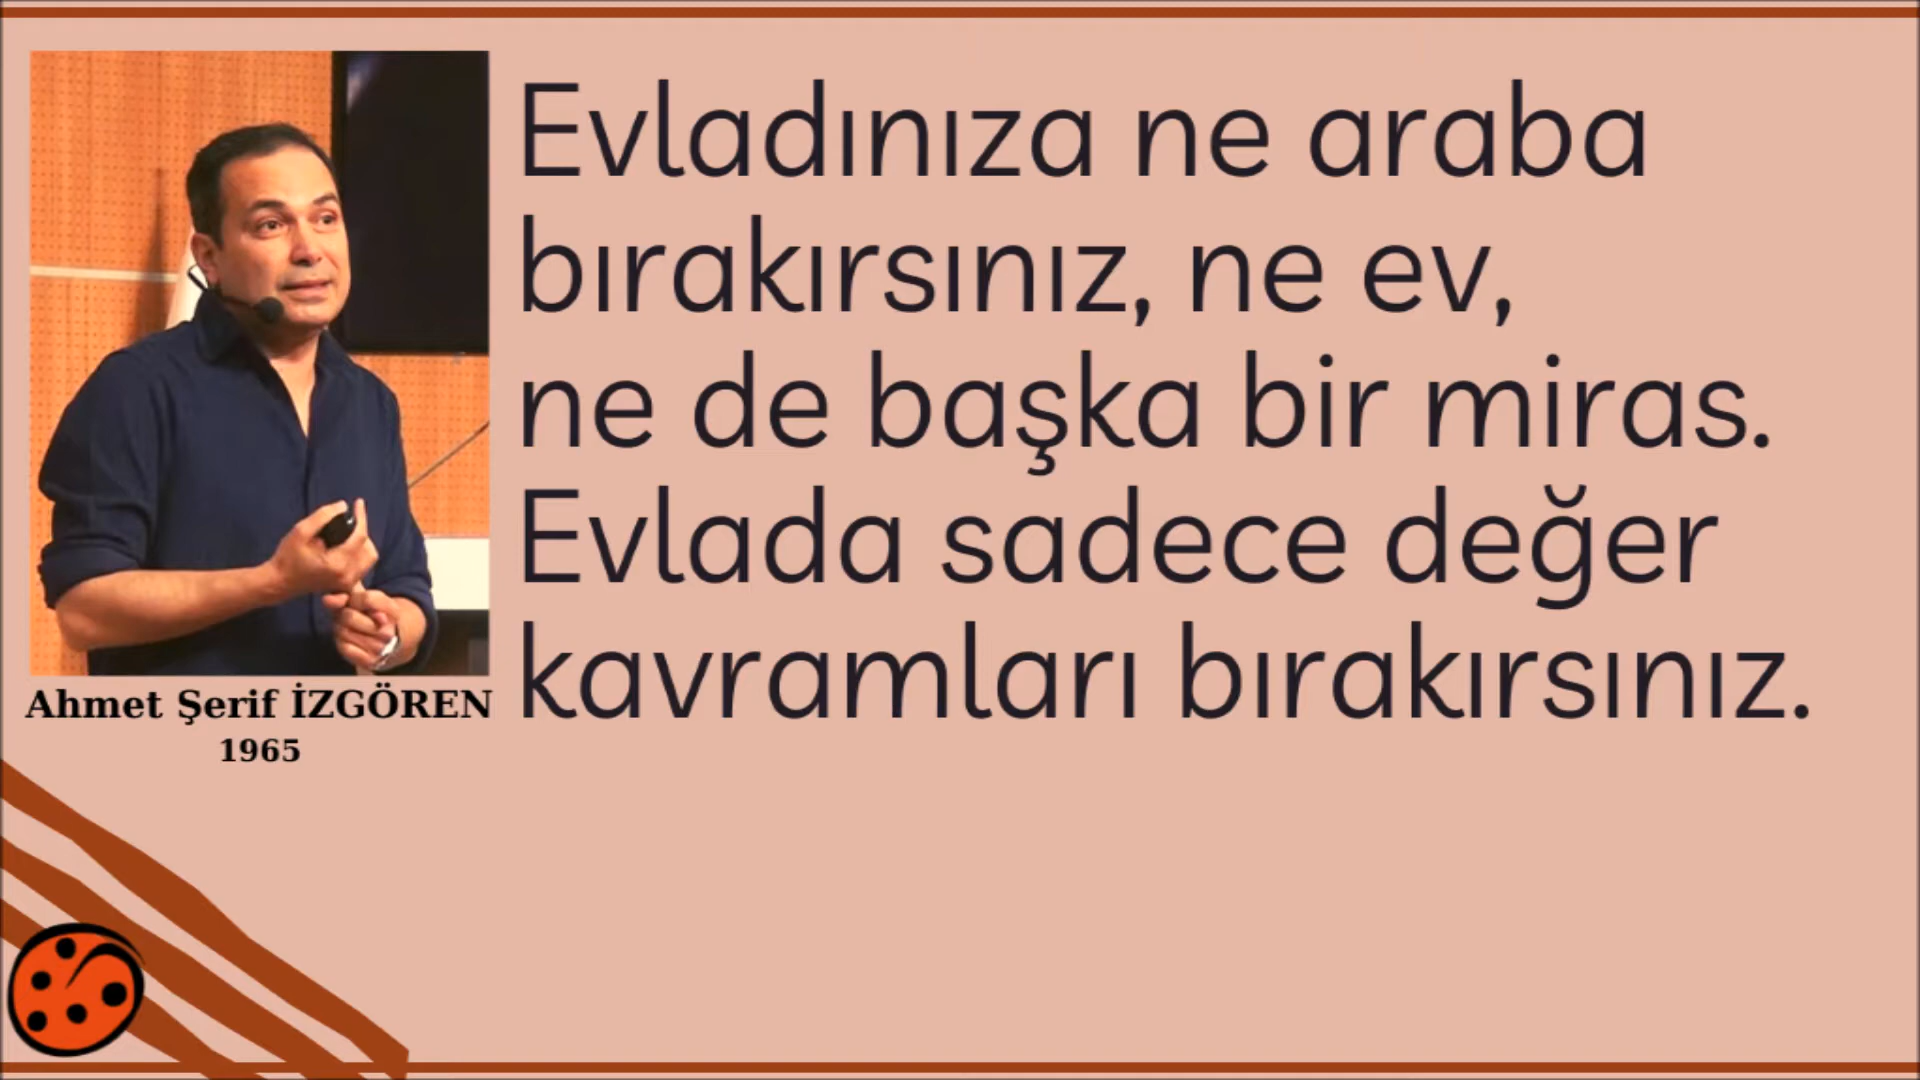 Evladınıza ne araba
bırakırsınız, ne ev,
ne de başka bir miras.
Evlada sadece değer
kavramları bırakırsınız.
Ahmet Şerif İZGÖREN
1965